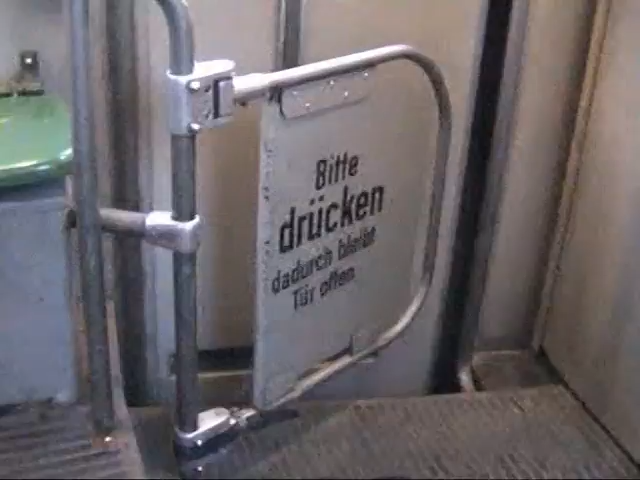 Bitte
drücken
dadurch bleibt
Tür offen